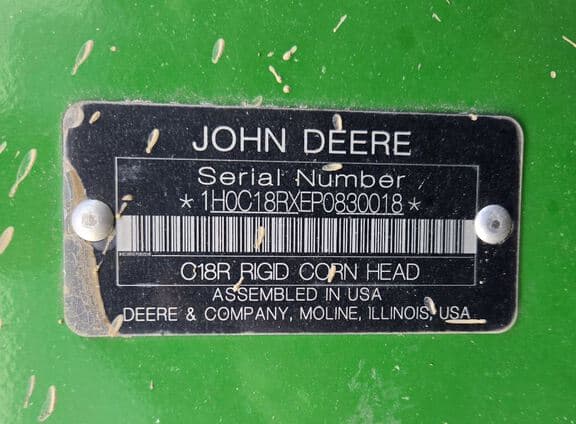 JOHN DEERE
Serial Number
*1H0C18RXEP0830018*
C18R RIGID CORN HEAD
ASSEMBLED IN USA
DEERE & COMPANY, MOLINE, ILLINOIS, USA